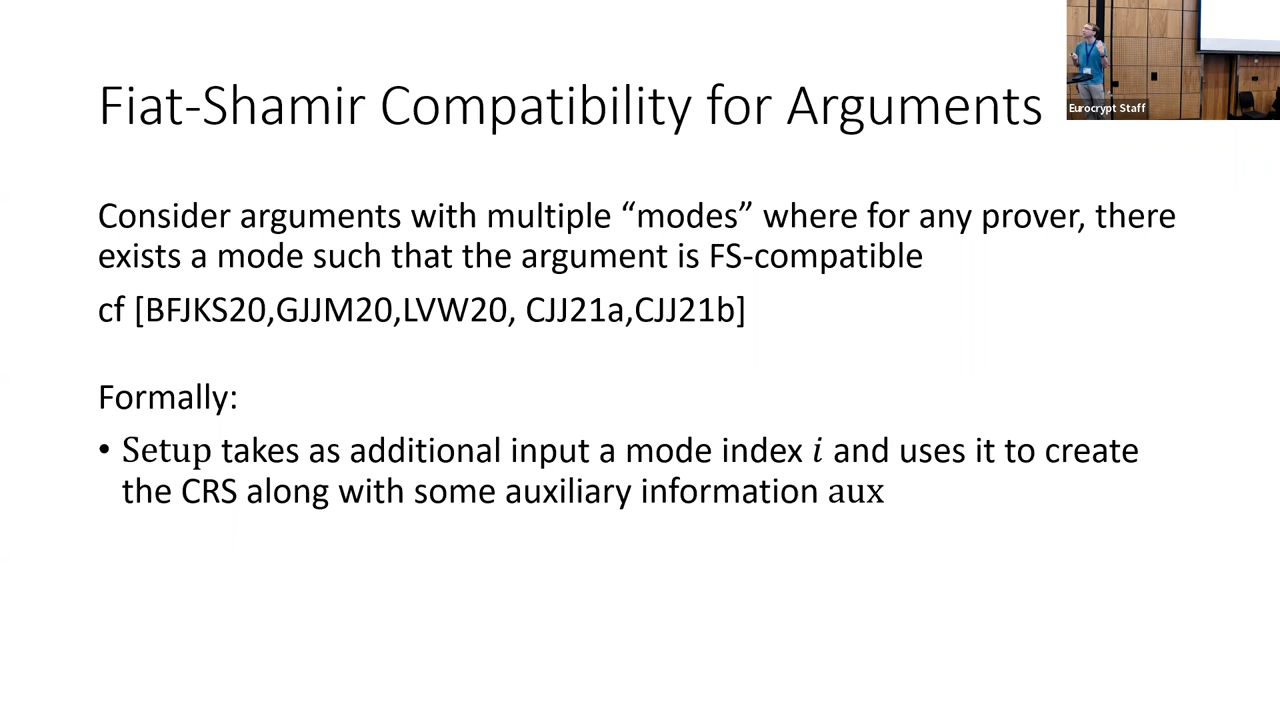 Fiat-Shamir Compatibility for Arguments
Eurocrypt Staff
Consider arguments with multiple “modes” where for any prover, there
exists a mode such that the argument is FS-compatible
cf [BFJKS20,GJJM20,LVW20, CJJ21a,CJJ21b]
Formally:
• Setup takes as additional input a mode index i and uses it to create
the CRS along with some auxiliary information aux